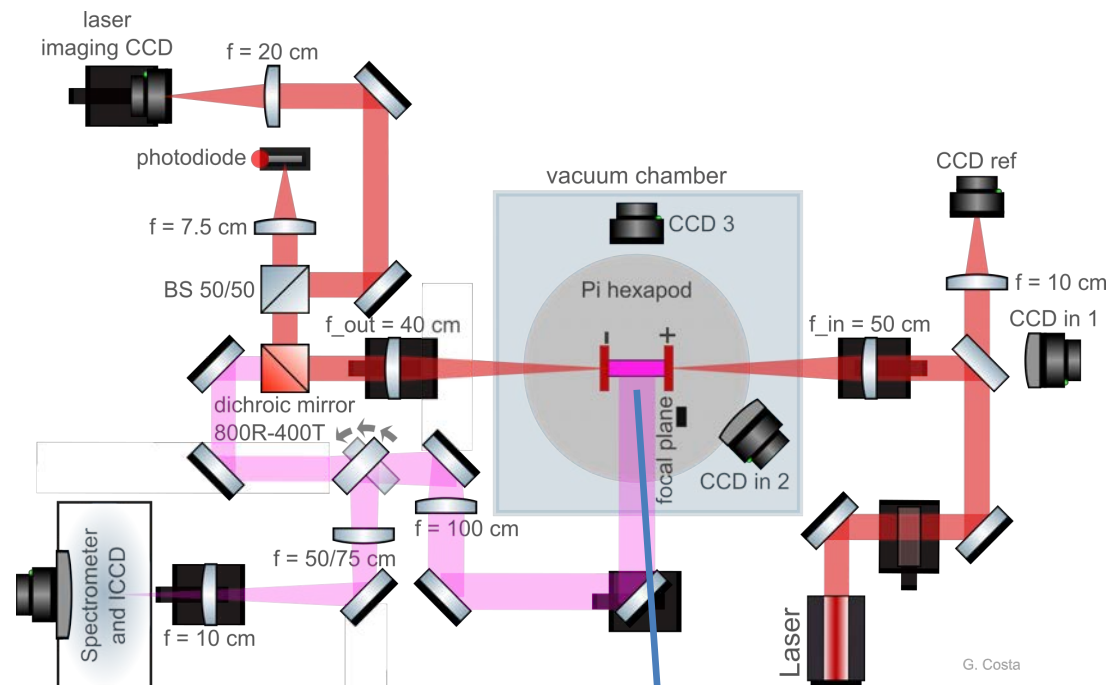 laser
imaging CCD
f = 20 cm
photodiode
f = 7.5 cm
BS 50/50
f_out = 40 cm
dichroic mirror
800R-400T
f = 100 cm
f = 50/75 cm
f = 10 cm
Spectrometer
and ICCD
vacuum chamber
CCD 3
Pi hexapod
-
+
focal plane
CCD in 2
CCD ref
f = 10 cm
CCD in 1
f_in = 50 cm
Laser
G. Costa